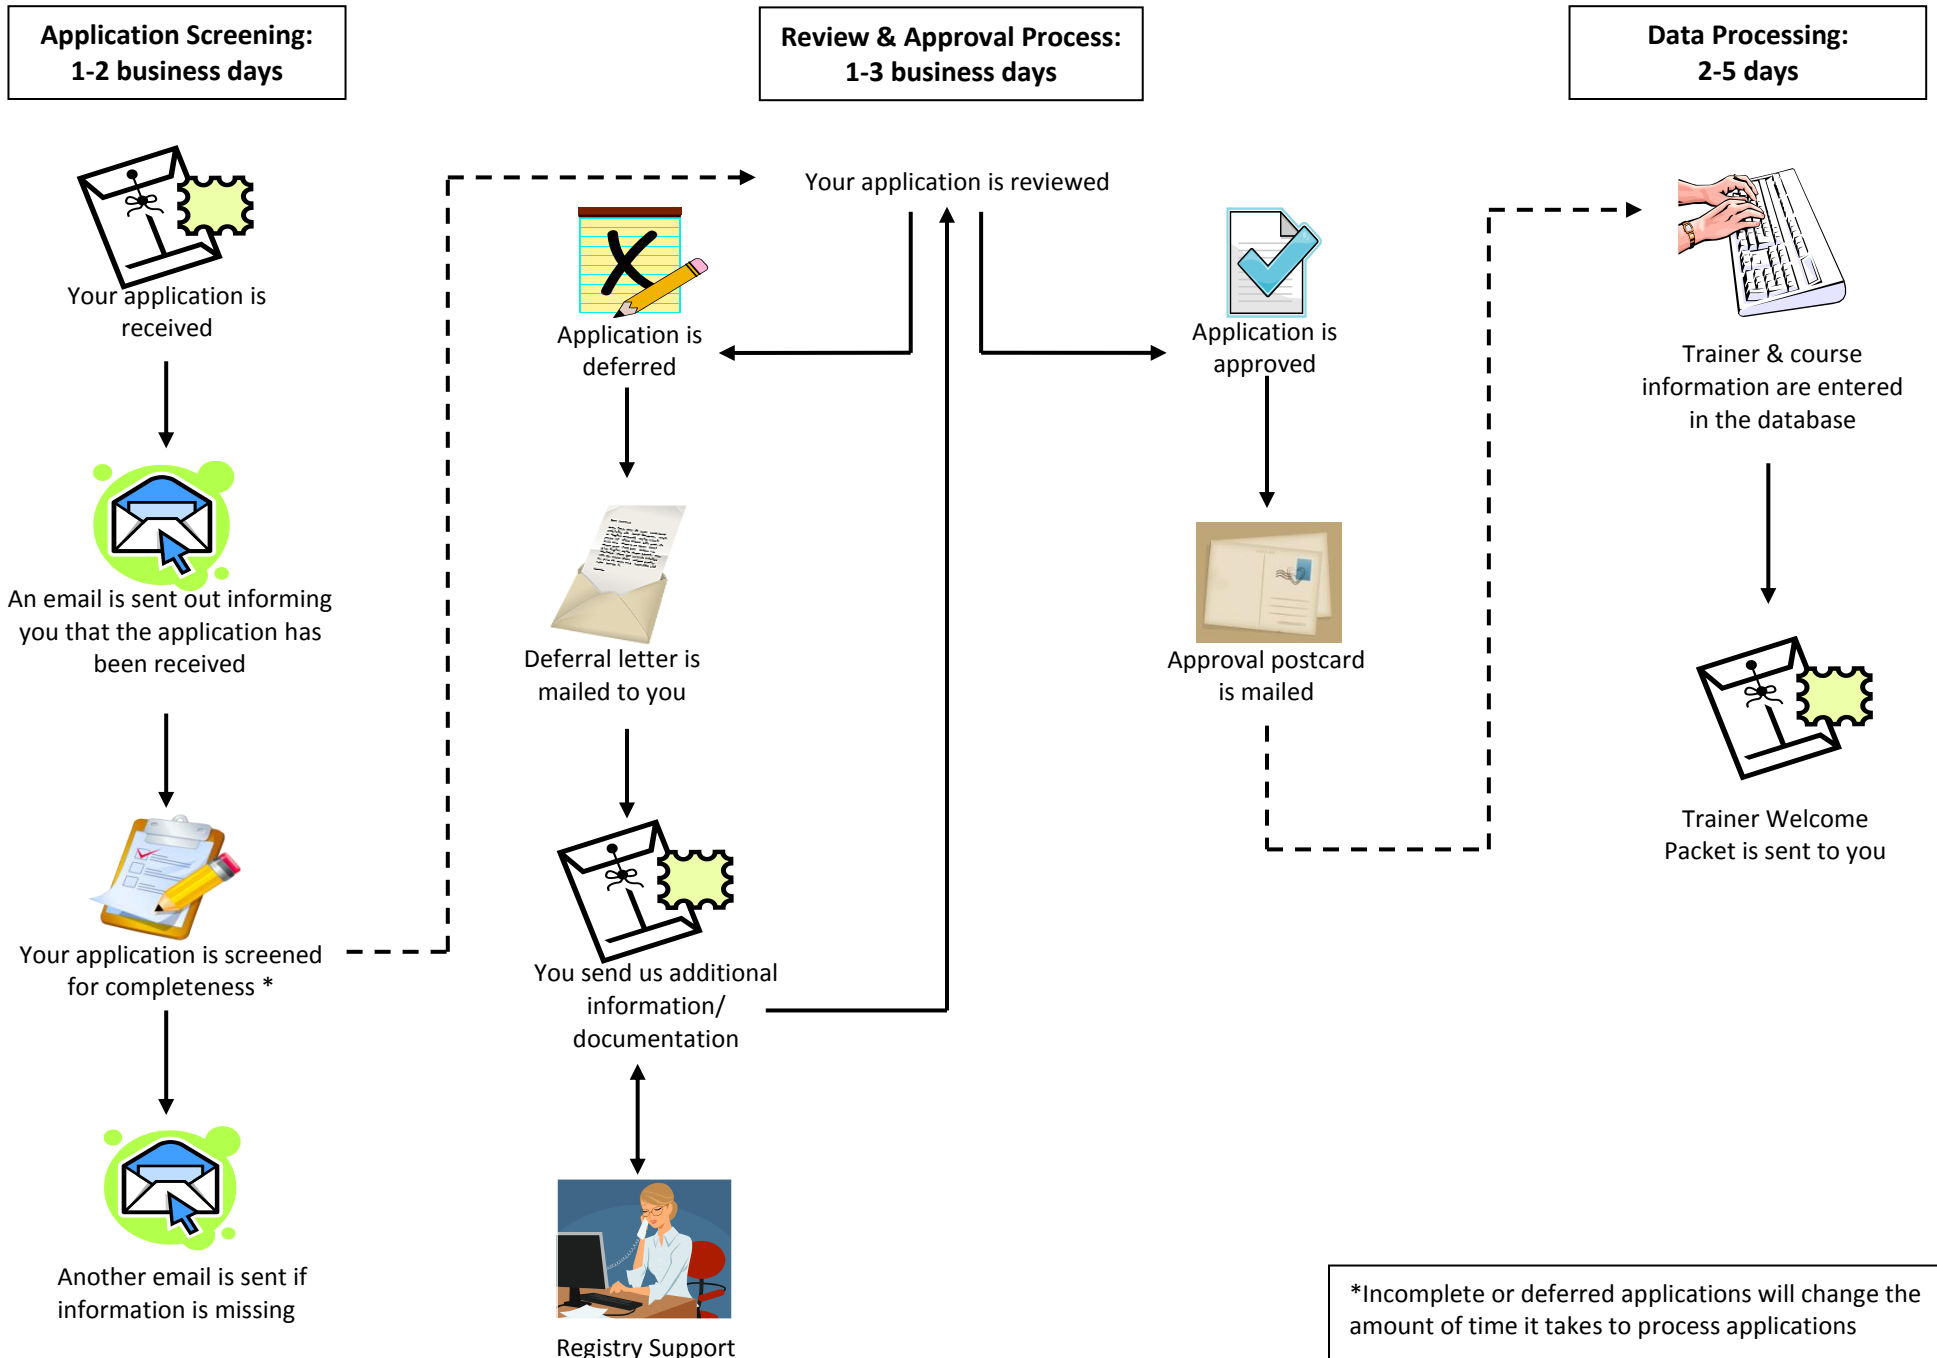 Application Screening:
1-2 business days
Review & Approval Process:
1-3 business days
Data Processing:
2-5 days
Your application is
received
An email is sent out informing
you that the application has
been received
Your application is screened
for completeness *
Another email is sent if
information is missing
Your application is reviewed
Application is
deferred
Deferral letter is
mailed to you
You send us additional
information/
documentation
Registry Support
Application is
approved
Approval postcard
is mailed
Trainer & course
information are entered
in the database
Trainer Welcome
Packet is sent to you
*Incomplete or deferred applications will change the
amount of time it takes to process applications